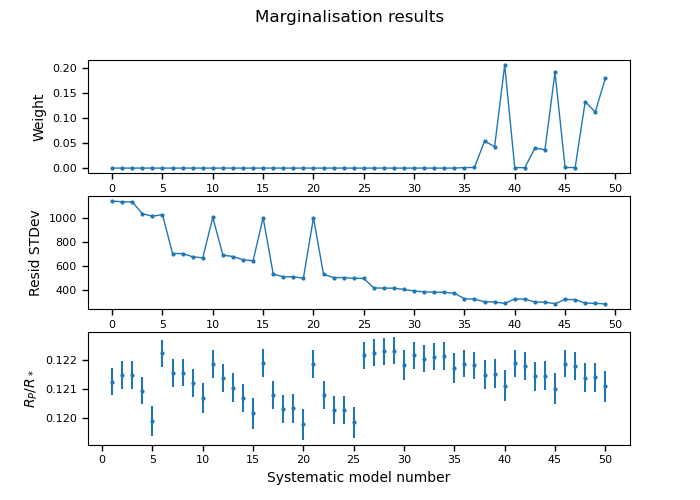 Marginalisation results
0.20
0.15
0.10
0.05
0.00
Weight
0 5 10 15 20 25 30 35 40 45 50
1000
800
600
400
Resid STDev
0 5 10 15 20 25 30 35 40 45 50
0.122
0.121
0.120
R_P/R_*
0 5 10 15 20 25 30 35 40 45 50
Systematic model number